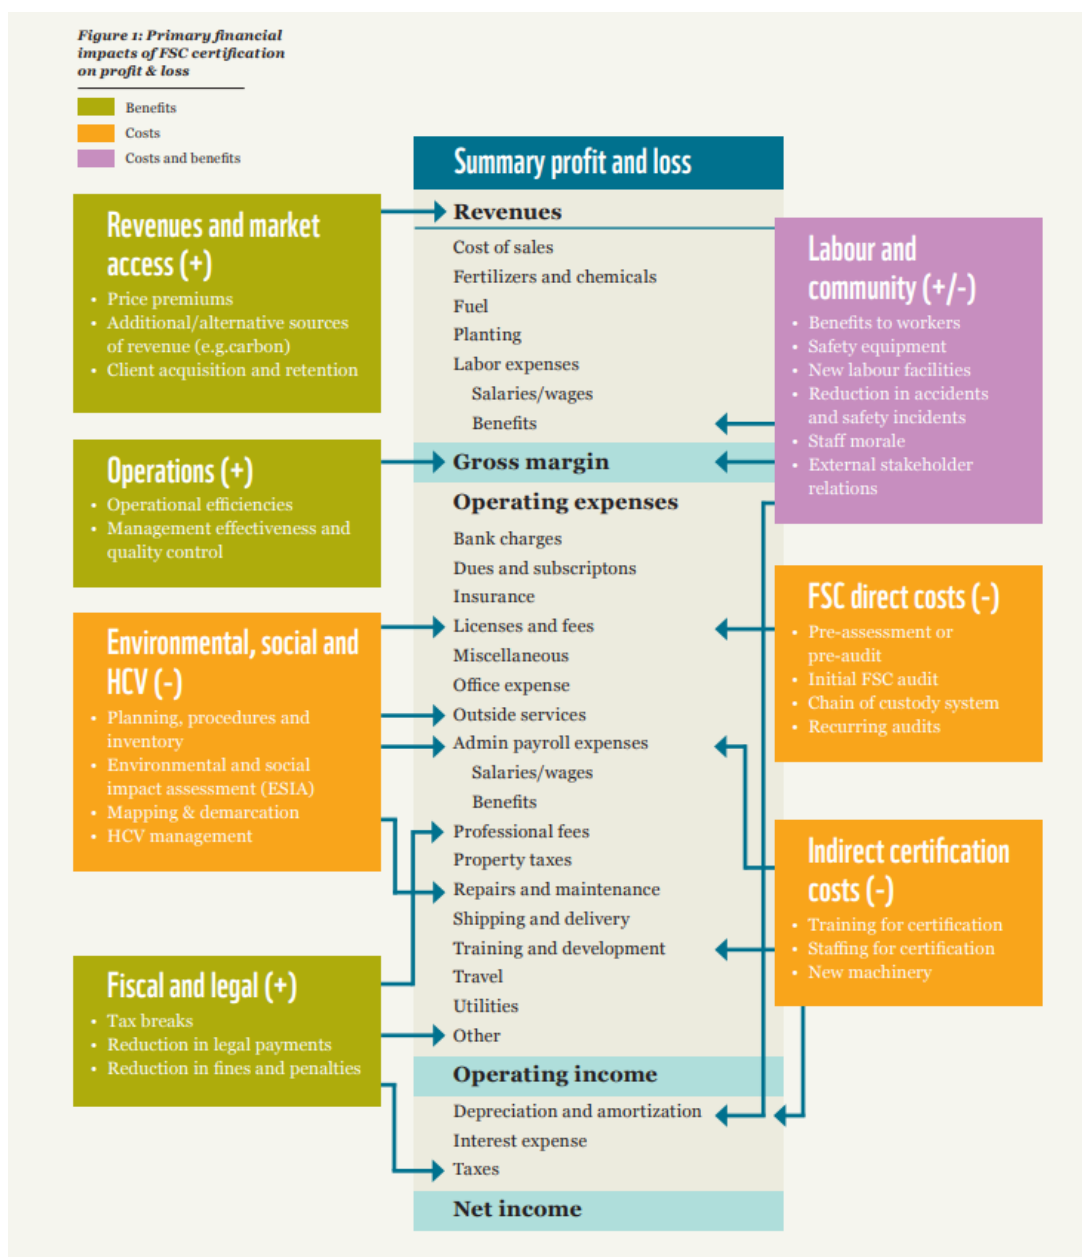 Figure 1: Primary financial
impacts of FSC certification
on profit & loss
Benefits
Costs
Costs and benefits
Revenues and market
access (+)
• Price premiums
• Additional/alternative sources
of revenue (e.g.carbon)
• Client acquisition and retention
Operations (+)
• Operational efficiencies
• Management effectiveness and
quality control
Environmental, social and
HCV (-)
• Planning, procedures and
inventory
• Environmental and social
impact assessment (ESIA)
• Mapping & demarcation
• HCV management
Fiscal and legal (+)
• Tax breaks
• Reduction in legal payments
• Reduction in fines and penalties
Summary profit and loss
Revenues
Cost of sales
Fertilizers and chemicals
Fuel
Planting
Labor expenses
Salaries/wages
Benefits
Gross margin
Operating expenses
Bank charges
Dues and subscriptons
Insurance
Licenses and fees
Miscellaneous
Office expense
Outside services
Admin payroll expenses
Salaries/wages
Benefits
Professional fees
Property taxes
Repairs and maintenance
Shipping and delivery
Training and development
Travel
Utilities
Other
Operating income
Depreciation and amortization
Interest expense
Taxes
Net income
Labour and
community (+/-)
• Benefits to workers
• Safety equipment
• New labour facilities
• Reduction in accidents
and safety incidents
• Staff morale
• External stakeholder
relations
FSC direct costs (-)
• Pre-assessment or
pre-audit
• Initial FSC audit
• Chain of custody system
• Recurring audits
Indirect certification
costs (-)
• Training for certification
• Staffing for certification
• New machinery